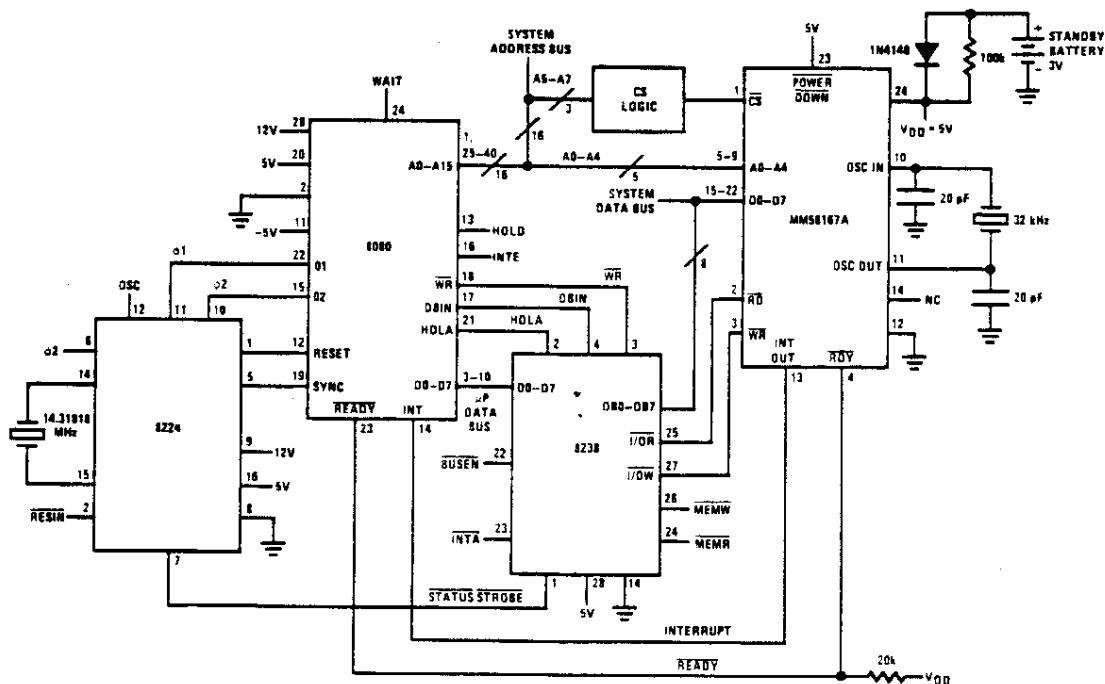 SYSTEM
ADDRESS BUS
A5-A7
3
CS
LOGIC
16
5V
23
POWER
DOWN
1
CS
24
1N4148
100k
+
STANDBY
BATTERY
-
3V
VDD = 5V
WAIT
24
28
12V
20
5V
2
11
-5V
22
15
01
02
8080
1,
25-40
A0-A15
16
A0-A4
5
5-9
A0-A4
SYSTEM
DATA BUS
15-22
D0-D7
8
MM58167A
10
OSC IN
20 pF
32 kHz
11
OSC OUT
20 pF
14
NC
12
2
RD
3
WR
INT
OUT
13
RDY
4
13
HOLD
16
INTE
18
WR
WR
17
DBIN
DBIN
21
HOLA
HOLA
3-10
D0-D7
µP
DATA
BUS
12
RESET
19
SYNC
READY
23
INT
14
ø1
ø2
OSC
12
11
10
6
ø2
14
14.31818
MHz
15
2
RESIN
8224
1
5
9
12V
16
5V
8
7
2
4
3
D0-D7
DB0-DB7
8238
25
I/OR
27
I/OW
26
MEMW
24
MEMR
22
BUSEN
23
INTA
1
28
5V
14
STATUS STROBE
INTERRUPT
READY
20k
VDD